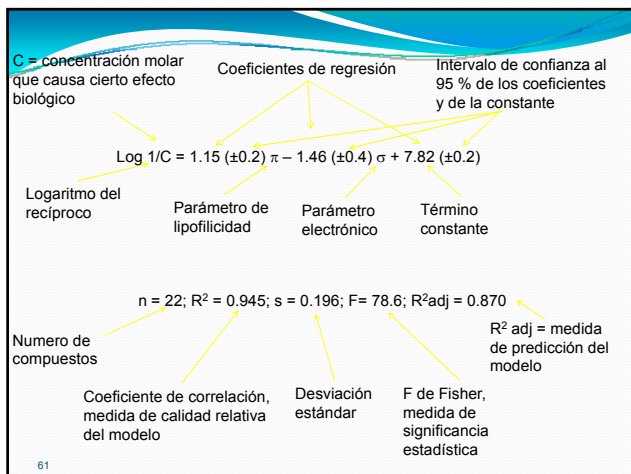 C = concentración molar
que causa cierto efecto
biológico
Coeficientes de regresión
Intervalo de confianza al
95 % de los coeficientes
y de la constante
Log 1/C = 1.15 (±0.2) π – 1.46 (±0.4) σ + 7.82 (±0.2)
Logaritmo del
recíproco
Parámetro de
lipofilicidad
Parámetro
electrónico
Término
constante
n = 22; R² = 0.945; s = 0.196; F= 78.6; R²adj = 0.870
Numero de
compuestos
R² adj = medida
de predicción del
modelo
Coeficiente de correlación,
medida de calidad relativa
del modelo
Desviación
estándar
F de Fisher,
medida de
significancia
estadística
61